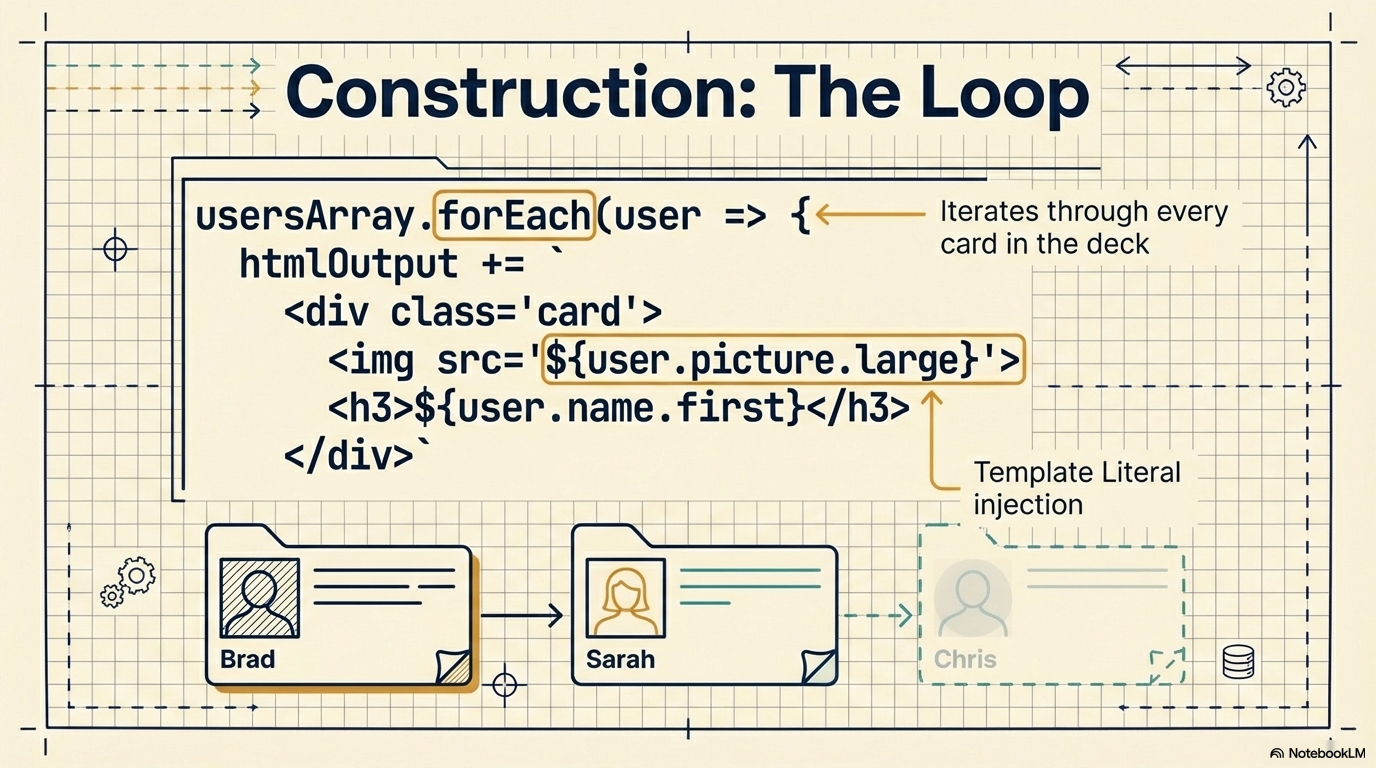 Construction: The Loop
usersArray.forEach(user => {
htmlOutput += `
<div class='card'>
<img src='${user.picture.large}'>
<h3>${user.name.first}</h3>
</div>`
Iterates through every
card in the deck
Template Literal
injection
Brad
Sarah
Chris
NotebookLM